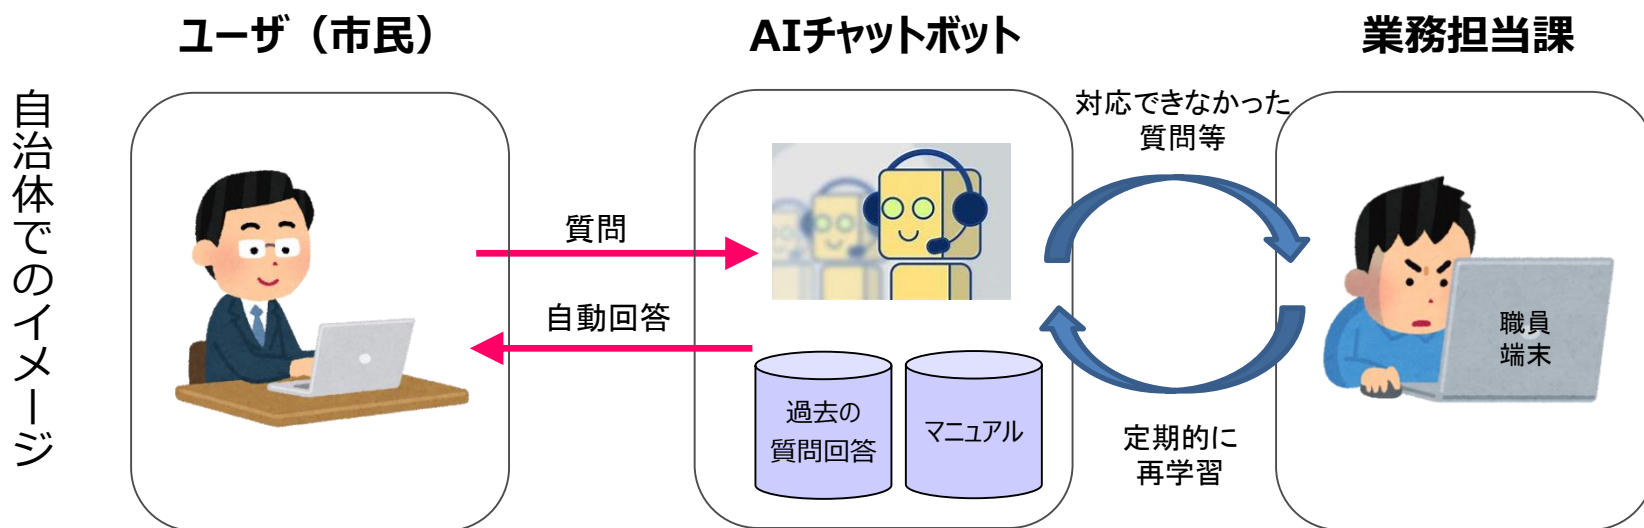 ユーザ（市民）
AIチャットボット
業務担当課
自治体でのイメージ
質問
自動回答
過去の
質問回答
マニュアル
対応できなかった
質問等
定期的に
再学習
職員
端末